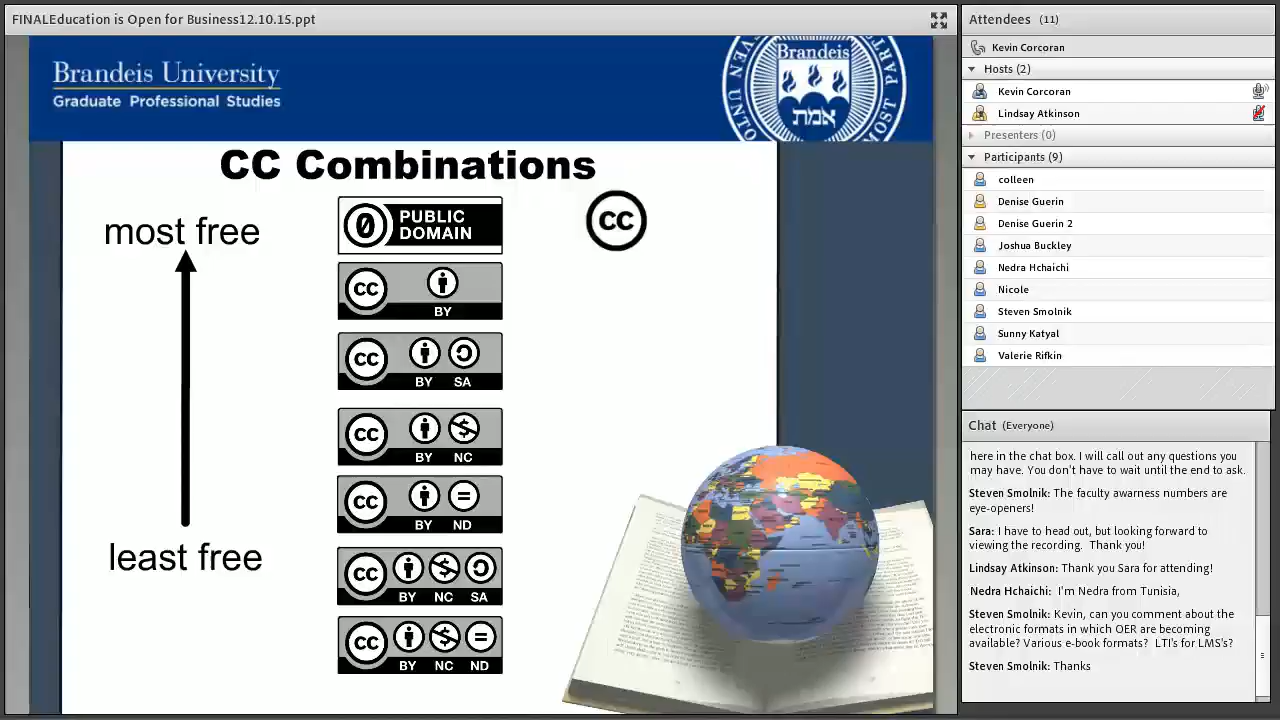 FINALEducation is Open for Business12.10.15.ppt
Brandeis University
Graduate Professional Studies
Brandeis
אמת
CC Combinations
most free
least free
0 PUBLIC
DOMAIN
cc
cc
BY
cc
BY SA
cc
BY NC
cc
BY ND
cc
BY NC SA
cc
BY NC ND
Attendees (11)
Kevin Corcoran
Hosts (2)
Kevin Corcoran
Lindsay Atkinson
Presenters (0)
Participants (9)
colleen
Denise Guerin
Denise Guerin 2
Joshua Buckley
Nedra Hchaichi
Nicole
Steven Smolnik
Sunny Katyal
Valerie Rifkin
Chat (Everyone)
here in the chat box. I will call out any questions you
may have. You don't have to wait until the end to ask.
Steven Smolnik: The faculty awarness numbers are
eye-openers!
Sara: I have to head out, but looking forward to
viewing the recording. Thank you!
Lindsay Atkinson: Thank you Sara for attending!
Nedra Hchaichi: I'm Nedra from Tunisia,
Steven Smolnik: Kevin, can you comment about the
electronic formats in which OER are becoming
available? Various e-book formats? LTI's for LMS's?
Steven Smolnik: Thanks